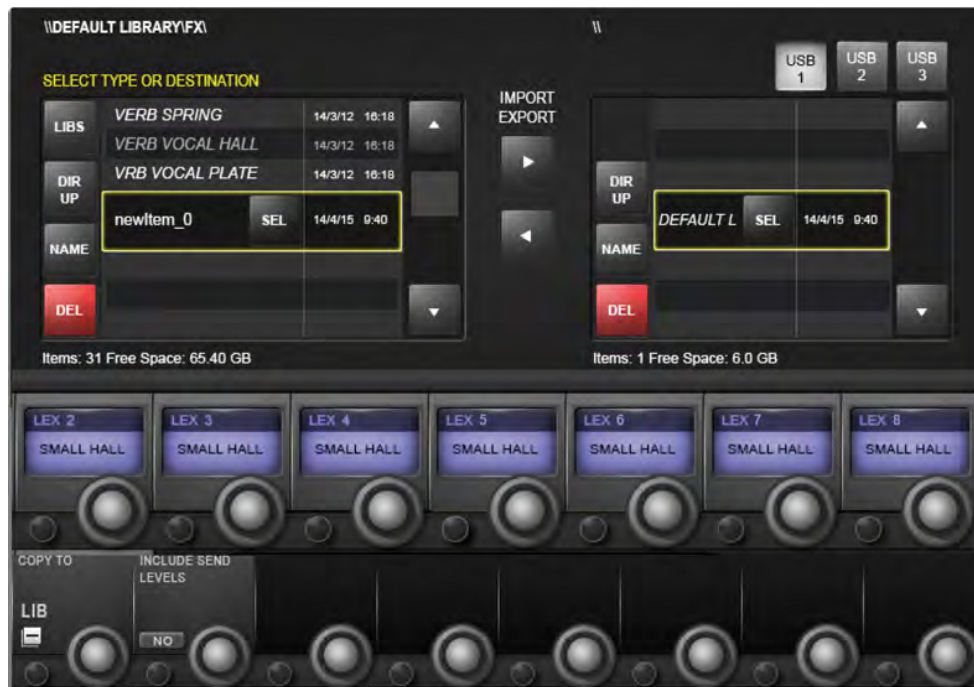 \\DEFAULT LIBRARY\FX\
\\
USB 1
USB 2
USB 3
SELECT TYPE OR DESTINATION
IMPORT
EXPORT
LIBS
VERB SPRING 14/3/12 16:18
VERB VOCAL HALL 14/3/12 16:18
VRB VOCAL PLATE 14/3/12 16:18
DIR UP
newItem_0 SEL 14/4/15 9:40
NAME
DEL
DIR UP
DEFAULT L SEL 14/4/15 9:40
NAME
DEL
Items: 31 Free Space: 65.40 GB
Items: 1 Free Space: 6.0 GB
LEX 2 LEX 3 LEX 4 LEX 5 LEX 6 LEX 7 LEX 8
SMALL HALL SMALL HALL SMALL HALL SMALL HALL SMALL HALL SMALL HALL SMALL HALL
COPY TO
LIB
INCLUDE SEND
LEVELS
NO